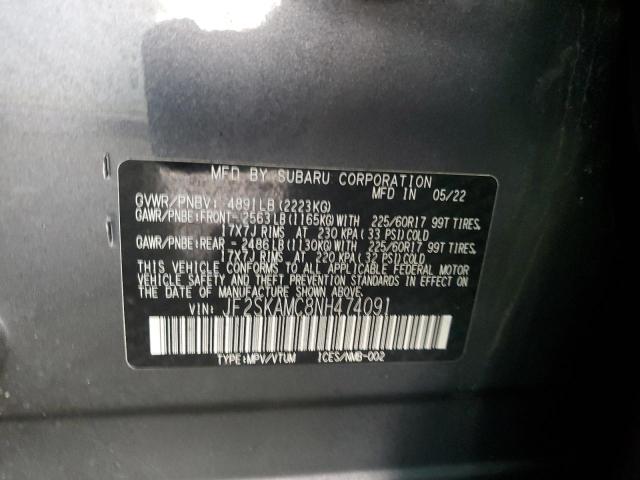 MFD BY SUBARU CORPORATION
MFD IN 05/22
GVWR/PNBV: 4891LB(2223KG)
GAWR/PNBE:FRONT-2563LB(1165KG)WITH 225/60R17 99T TIRES,
17X7J RIMS AT 230 KPA(33 PSI)COLD
GAWR/PNBE:REAR -2486LB(1130KG)WITH 225/60R17 99T TIRES,
17X7J RIMS AT 220 KPA(32 PSI)COLD
THIS VEHICLE CONFORMS TO ALL APPLICABLE FEDERAL MOTOR
VEHICLE SAFETY AND THEFT PREVENTION STANDARDS IN EFFECT
ON THE DATE OF MANUFACTURE SHOWN ABOVE.
VIN: JF2SKAMC8NH474091
TYPE:MPV/VTUM ICES/NMB-002